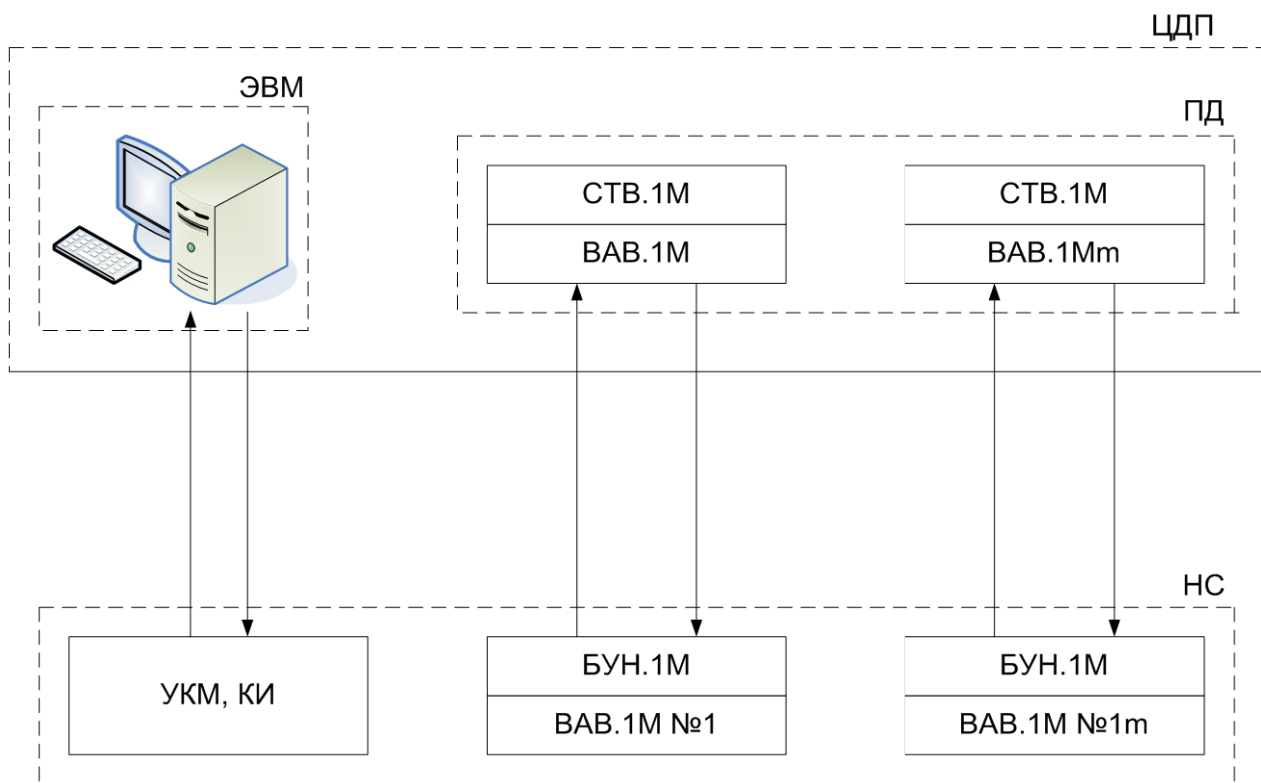 ЦДП
ЭВМ
ПД
СТВ.1М
ВАВ.1М
СТВ.1М
ВАВ.1Мm
НС
УКМ, КИ
БУН.1М
ВАВ.1М №1
БУН.1М
ВАВ.1М №1m